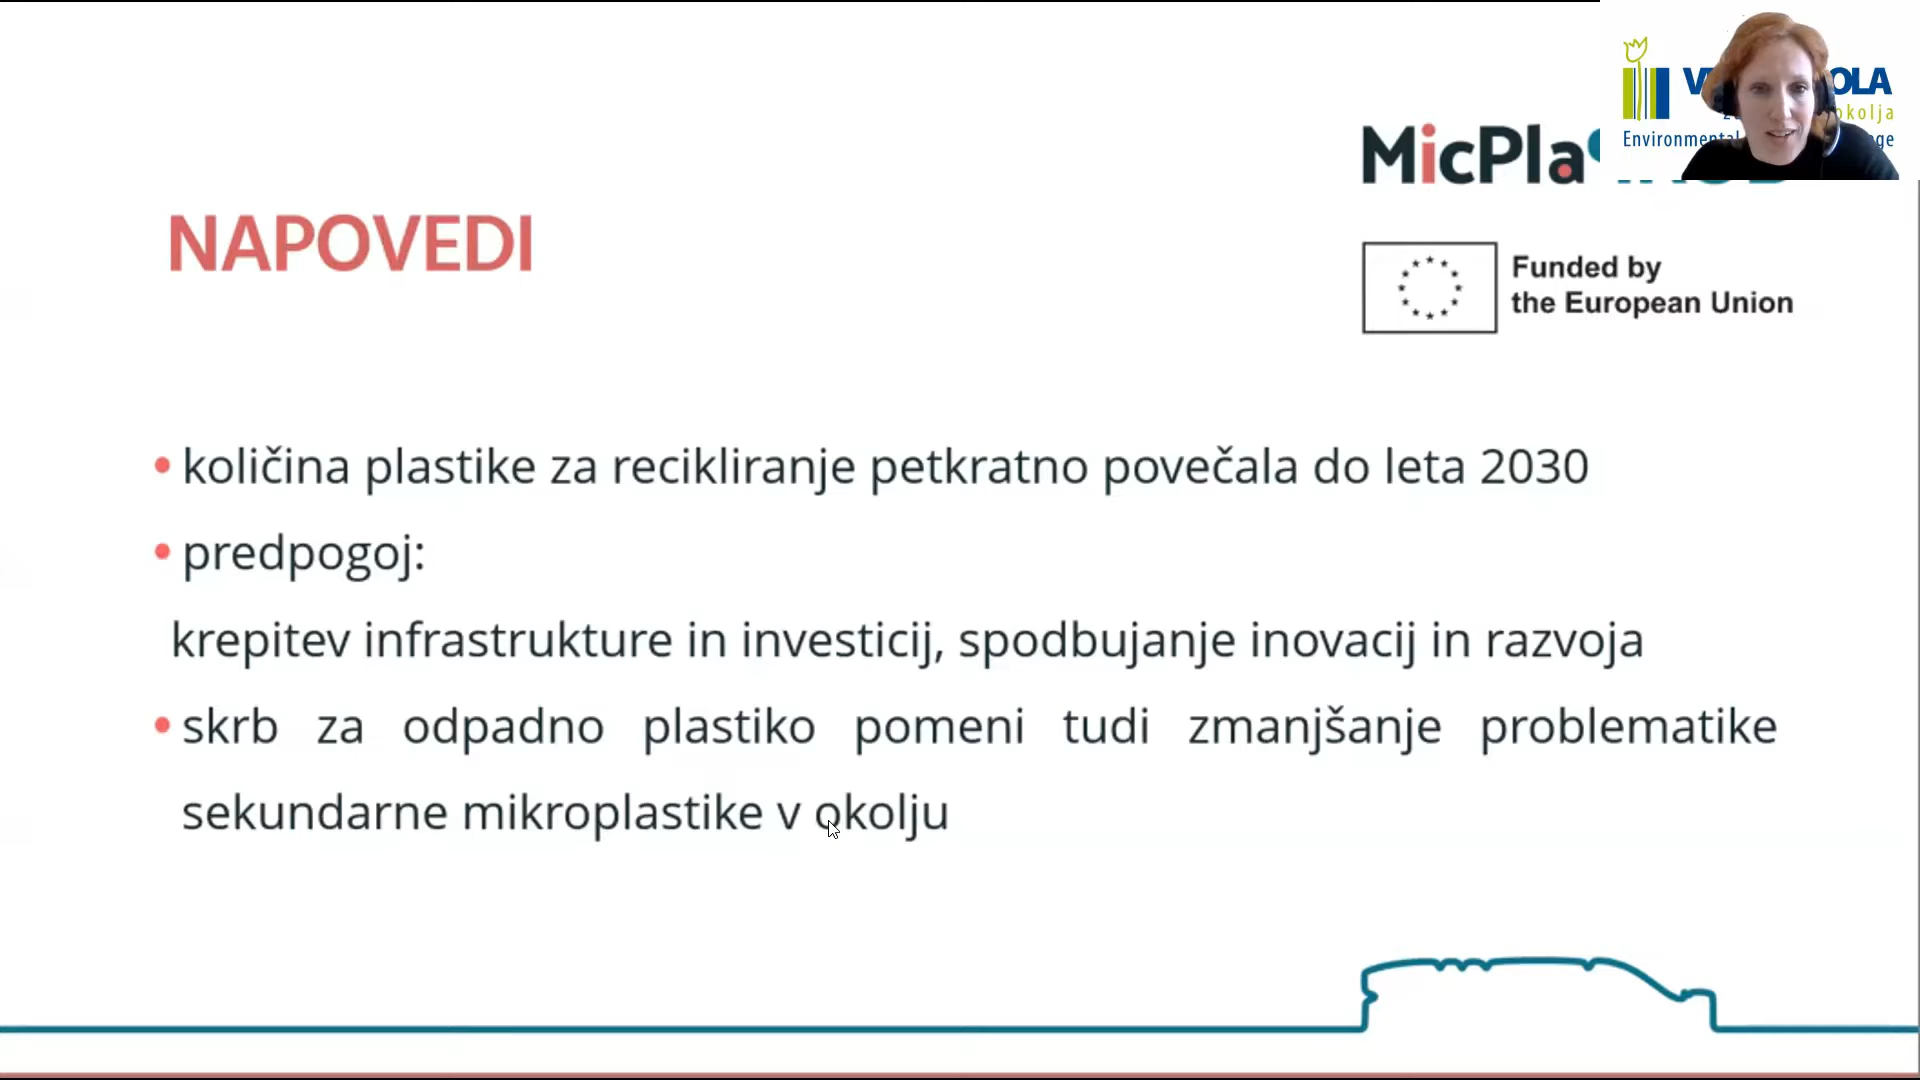 okolja
Environmental
MicPla
NAPOVEDI
Funded by
the European Union
količina plastike za recikliranje petkratno povečala do leta 2030
predpogoj:
krepitev infrastrukture in investicij, spodbujanje inovacij in razvoja
skrb za odpadno plastiko pomeni tudi zmanjšanje problematike
sekundarne mikroplastike v okolju